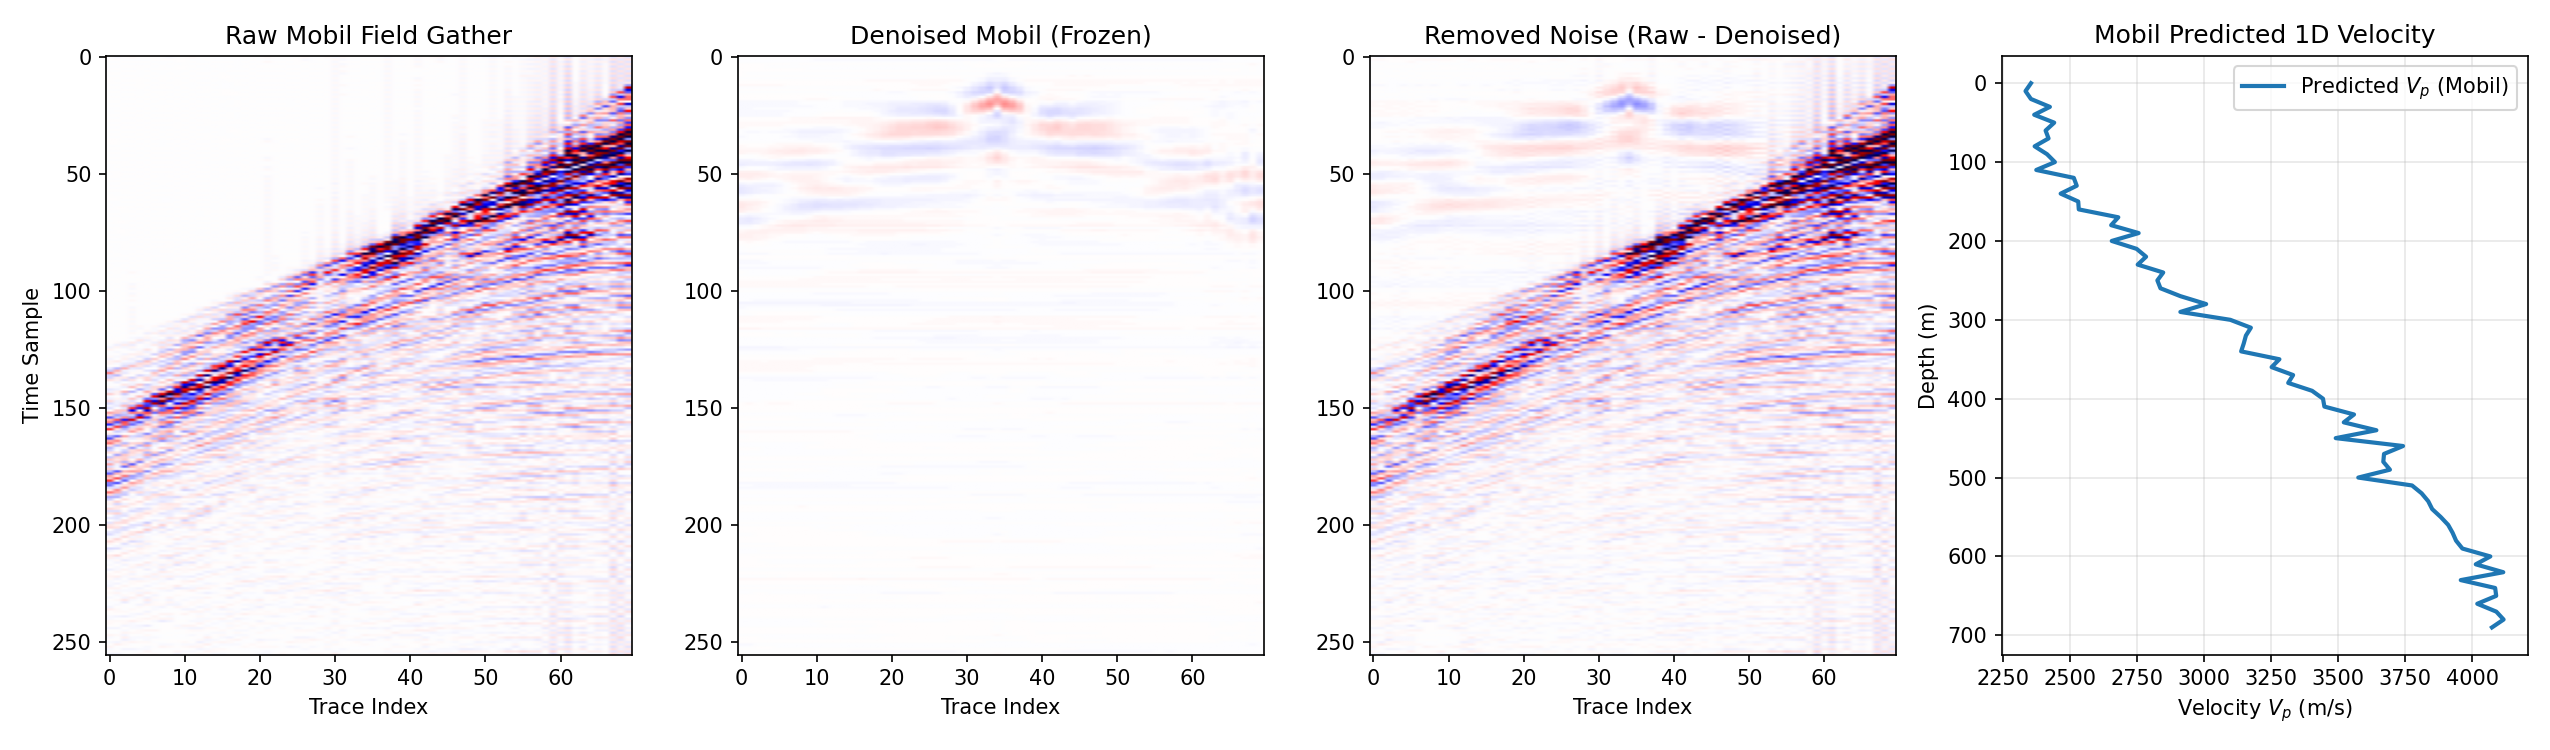 Raw Mobil Field Gather
0
50
100
150
200
250
Time Sample
0 10 20 30 40 50 60
Trace Index
Denoised Mobil (Frozen)
0
50
100
150
200
250
0 10 20 30 40 50 60
Trace Index
Removed Noise (Raw - Denoised)
0
50
100
150
200
250
0 10 20 30 40 50 60
Trace Index
Mobil Predicted 1D Velocity
Predicted Vp (Mobil)
0
100
200
300
400
500
600
700
Depth (m)
2250 2500 2750 3000 3250 3500 3750 4000
Velocity Vp (m/s)